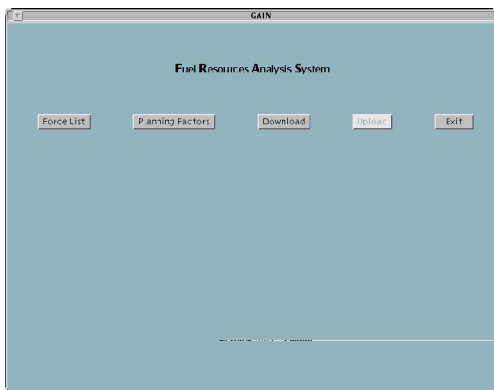 GAIN
Fuel Resources Analysis System
Force List Planning Factors Download Upload Exit